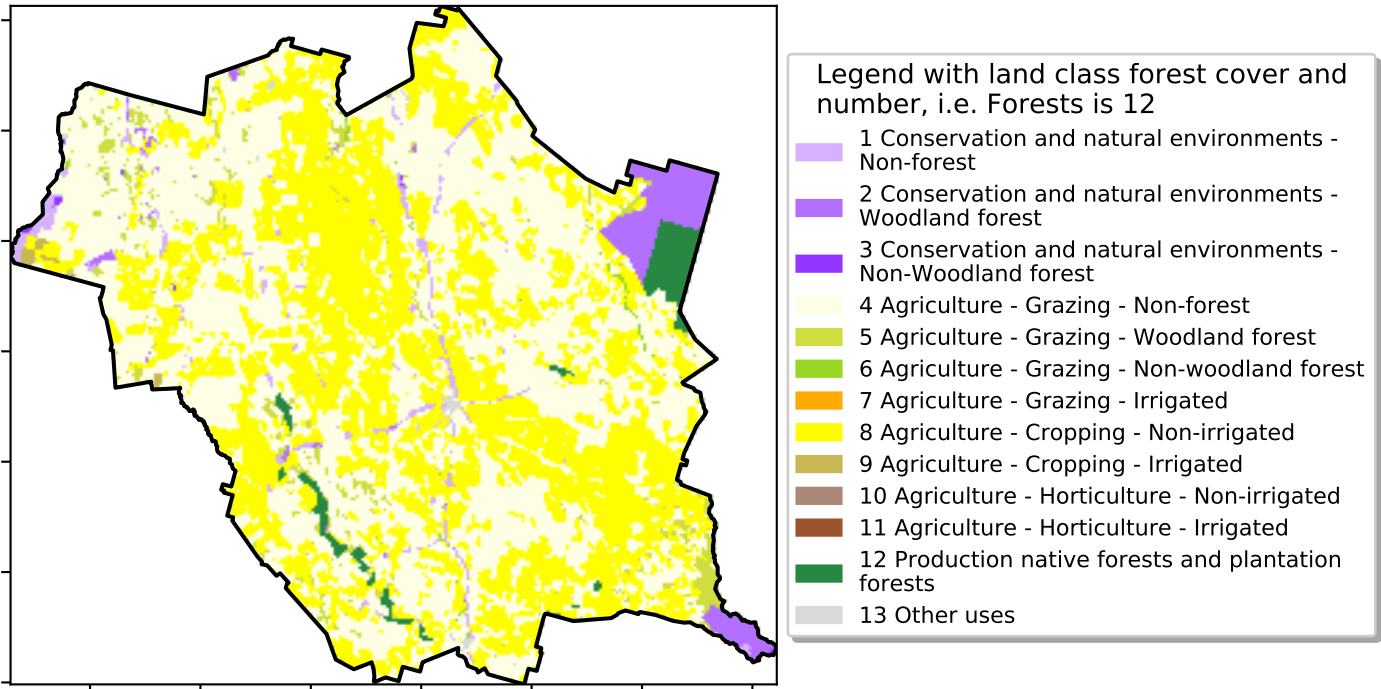 Legend with land class forest cover and
number, i.e. Forests is 12
1 Conservation and natural environments -
Non-forest
2 Conservation and natural environments -
Woodland forest
3 Conservation and natural environments -
Non-Woodland forest
4 Agriculture - Grazing - Non-forest
5 Agriculture - Grazing - Woodland forest
6 Agriculture - Grazing - Non-woodland forest
7 Agriculture - Grazing - Irrigated
8 Agriculture - Cropping - Non-irrigated
9 Agriculture - Cropping - Irrigated
10 Agriculture - Horticulture - Non-irrigated
11 Agriculture - Horticulture - Irrigated
12 Production native forests and plantation
forests
13 Other uses